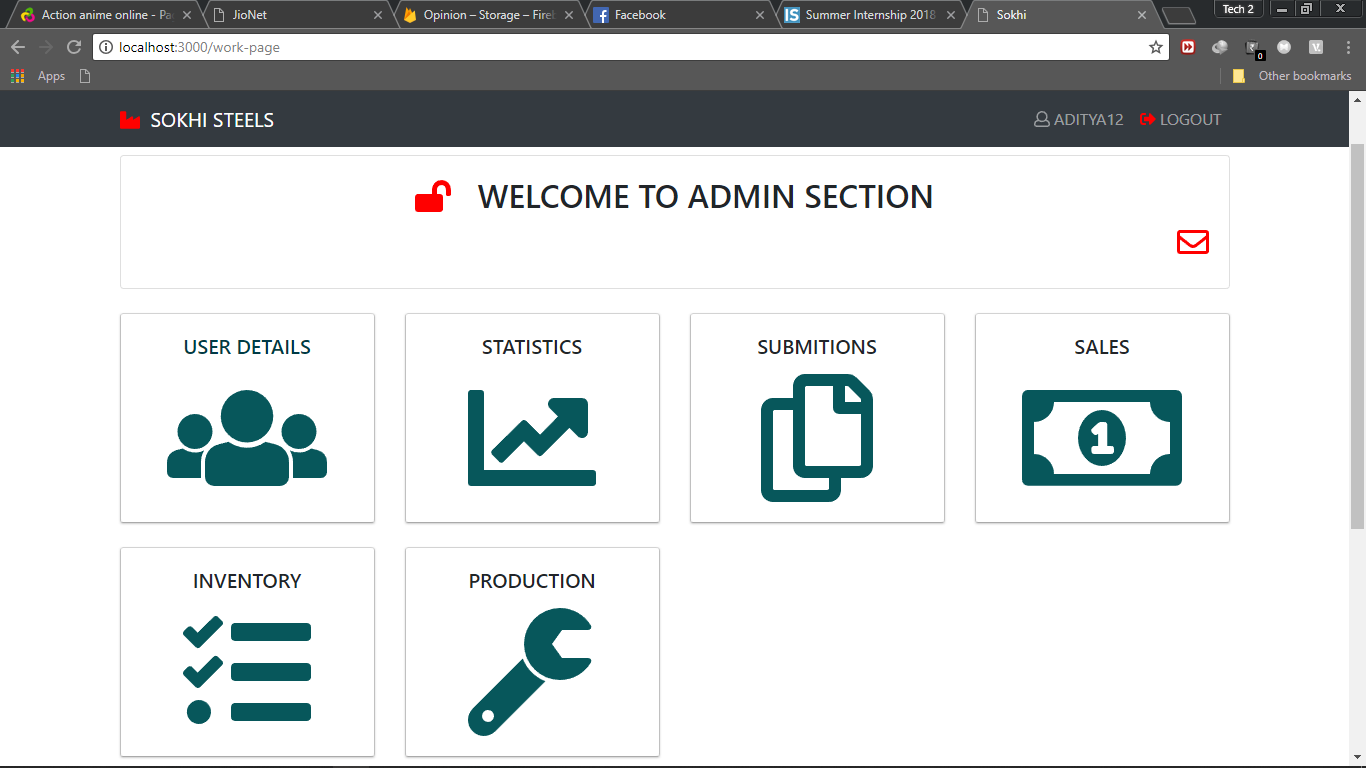 Action anime online - Pa
JioNet
Opinion – Storage – Fire
Facebook
IS Summer Internship 2018
Sokhi
Tech 2
localhost:3000/work-page
0
V.
Apps
Other bookmarks
SOKHI STEELS
ADITYA12
LOGOUT
WELCOME TO ADMIN SECTION
USER DETAILS
STATISTICS
SUBMITIONS
SALES
1
INVENTORY
PRODUCTION